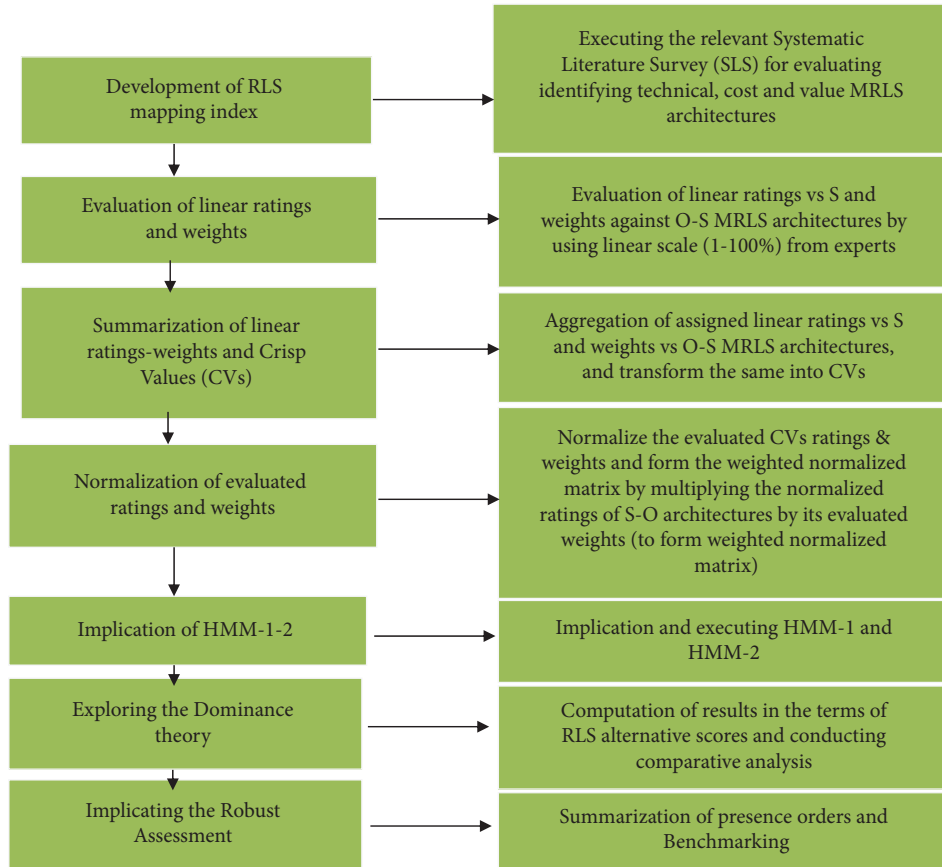 Development of RLS
mapping index
Executing the relevant Systematic
Literature Survey (SLS) for evaluating
identifying technical, cost and value MRLS
architectures
Evaluation of linear ratings
and weights
Evaluation of linear ratings vs S and
weights against O-S MRLS architectures by
using linear scale (1-100%) from experts
Summarization of linear
ratings-weights and Crisp
Values (CVs)
Aggregation of assigned linear ratings vs S
and weights vs O-S MRLS architectures,
and transform the same into CVs
Normalization of evaluated
ratings and weights
Normalize the evaluated CVs ratings &
weights and form the weighted normalized
matrix by multiplying the normalized
ratings of S-O architectures by its evaluated
weights (to form weighted normalized
matrix)
Implication of HMM-1-2
Implication and executing HMM-1 and
HMM-2
Exploring the Dominance
theory
Computation of results in the terms of
RLS alternative scores and conducting
comparative analysis
Implicating the Robust
Assessment
Summarization of presence orders and
Benchmarking